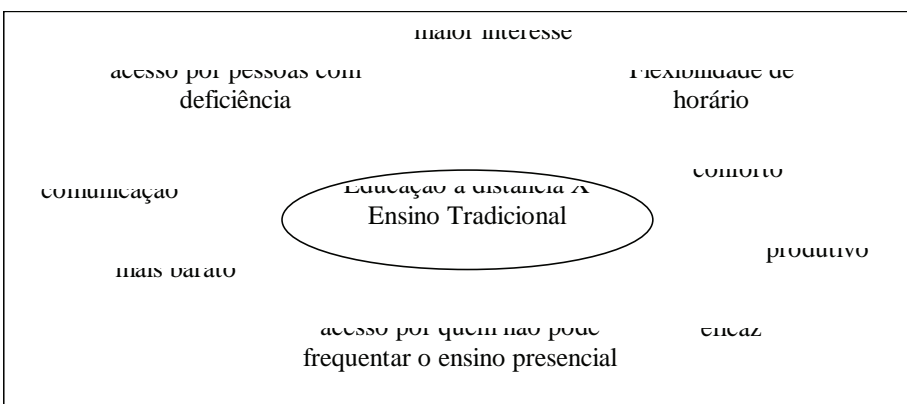 maior interesse
acesso por pessoas com
deficiência
Flexibilidade de
horário
comunicação
Educação a distância X
Ensino Tradicional
conforto
mais barato
produtivo
acesso por quem não pode
frequentar o ensino presencial
eficaz